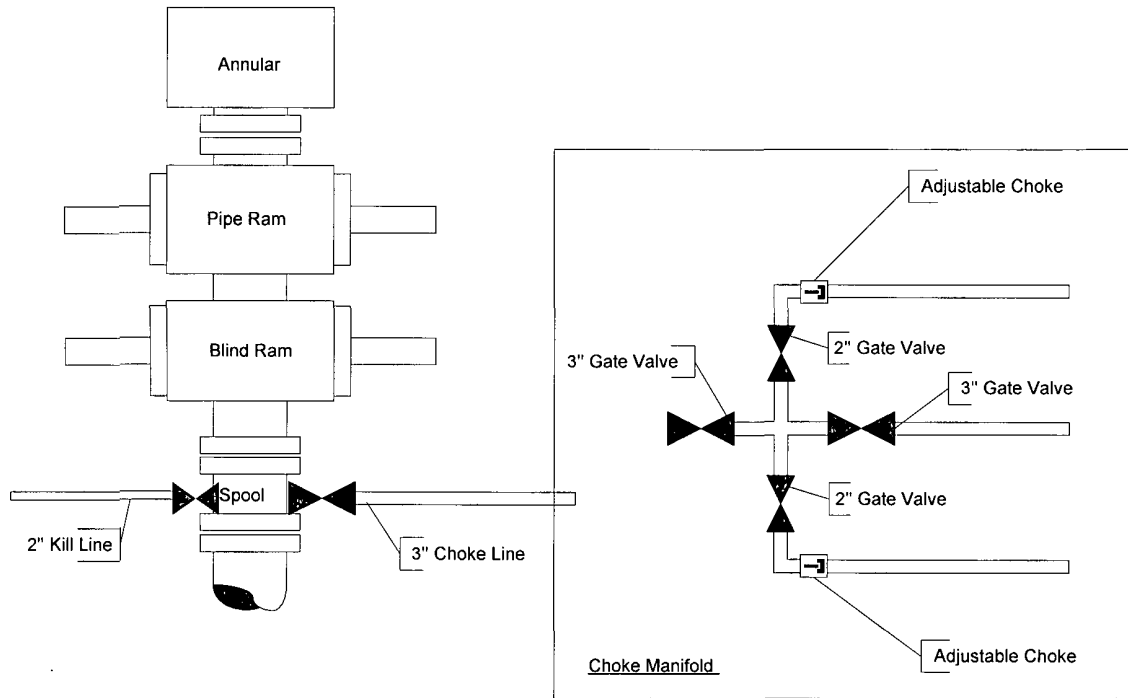 Annular
Pipe Ram
Blind Ram
Spool
2" Kill Line
3" Choke Line
Adjustable Choke
2" Gate Valve
3" Gate Valve
3" Gate Valve
2" Gate Valve
Adjustable Choke
Choke Manifold